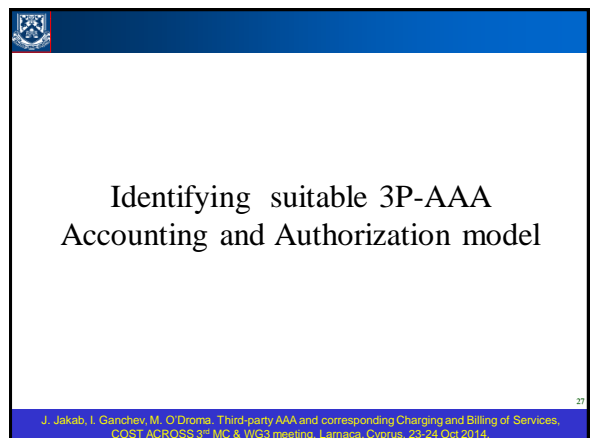 Identifying suitable 3P-AAA
Accounting and Authorization model
27
J. Jakab, I. Ganchev, M. O'Droma. Third-party AAA and corresponding Charging and Billing of Services,
COST ACROSS 3rd MC & WG3 meeting, Larnaca, Cyprus, 23-24 Oct 2014.